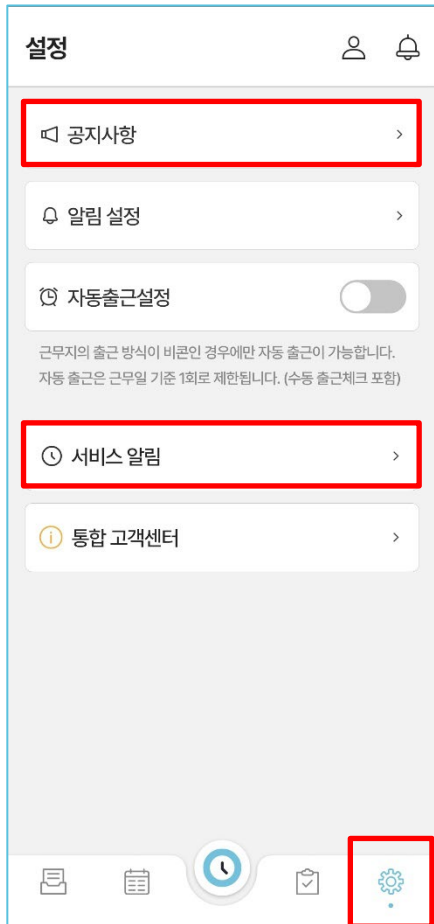 설정
공지사항
알림 설정
자동출근설정
근무지의 출근 방식이 비콘인 경우에만 자동 출근이 가능합니다.
자동 출근은 근무일 기준 1회로 제한됩니다. (수동 출근체크 포함)
서비스 알림
통합 고객센터